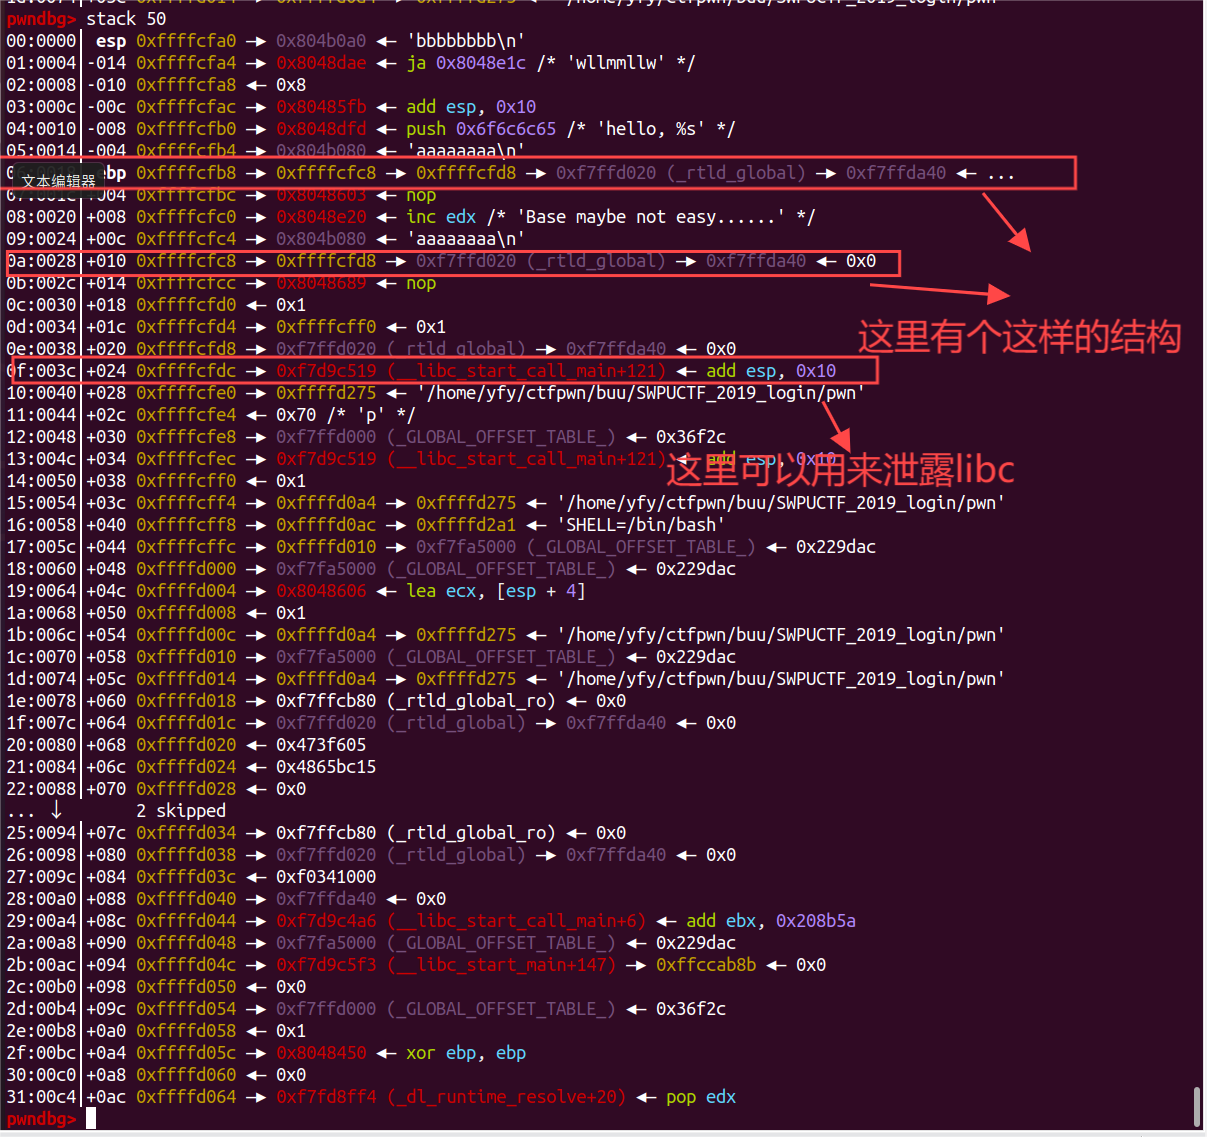 pwndbg> stack 50
00:0000│ esp 0xffffcfa0 —▸ 0x804b0a0 ◂— 'bbbbbbbb\n'
01:0004│-014 0xffffcfa4 —▸ 0x8048dae ◂— ja 0x8048e1c /* 'wllmmllw' */
02:0008│-010 0xffffcfa8 ◂— 0x8
03:000c│-00c 0xffffcfac —▸ 0x80485fb ◂— add esp, 0x10
04:0010│-008 0xffffcfb0 —▸ 0x8048dfd ◂— push 0x6f6c6c65 /* 'hello, %s' */
05:0014│-004 0xffffcfb4 —▸ 0x804b080 ◂— 'aaaaaaaa\n'
文本编辑器
ebp 0xffffcfb8 —▸ 0xffffcfc8 —▸ 0xffffcfd8 —▸ 0xf7ffd020 (_rtld_global) —▸ 0xf7ffda40 ◂— ...
07:001c│+004 0xffffcfbc —▸ 0x8048603 ◂— nop
08:0020│+008 0xffffcfc0 —▸ 0x8048e20 ◂— inc edx /* 'Base maybe not easy......' */
09:0024│+00c 0xffffcfc4 —▸ 0x804b080 ◂— 'aaaaaaaa\n'
0a:0028│+010 0xffffcfc8 —▸ 0xffffcfd8 —▸ 0xf7ffd020 (_rtld_global) —▸ 0xf7ffda40 ◂— 0x0
0b:002c│+014 0xffffcfcc —▸ 0x8048689 ◂— nop
0c:0030│+018 0xffffcfd0 ◂— 0x1
0d:0034│+01c 0xffffcfd4 —▸ 0xffffcff0 ◂— 0x1
这里有个这样的结构
0e:0038│+020 0xffffcfd8 —▸ 0xf7ffd020 (_rtld_global) —▸ 0xf7ffda40 ◂— 0x0
0f:003c│+024 0xffffcfdc —▸ 0xf7d9c519 (__libc_start_call_main+121) ◂— add esp, 0x10
10:0040│+028 0xffffcfe0 —▸ 0xffffd275 ◂— '/home/yfy/ctfpwn/buu/SWPUCTF_2019_login/pwn'
11:0044│+02c 0xffffcfe4 ◂— 0x70 /* 'p' */
12:0048│+030 0xffffcfe8 —▸ 0xf7ffd000 (_GLOBAL_OFFSET_TABLE_) ◂— 0x36f2c
13:004c│+034 0xffffcfec —▸ 0xf7d9c519 (__libc_start_call_main+121) ◂— add esp, 0x10
这里可以用来泄露libc
14:0050│+038 0xffffcff0 ◂— 0x1
15:0054│+03c 0xffffcff4 —▸ 0xffffd0a4 —▸ 0xffffd275 ◂— '/home/yfy/ctfpwn/buu/SWPUCTF_2019_login/pwn'
16:0058│+040 0xffffcff8 —▸ 0xffffd0ac —▸ 0xffffd2a1 ◂— 'SHELL=/bin/bash'
17:005c│+044 0xffffcffc —▸ 0xffffd010 —▸ 0xf7fa5000 (_GLOBAL_OFFSET_TABLE_) ◂— 0x229dac
18:0060│+048 0xffffd000 —▸ 0xf7fa5000 (_GLOBAL_OFFSET_TABLE_) ◂— 0x229dac
19:0064│+04c 0xffffd004 —▸ 0x8048606 ◂— lea ecx, [esp + 4]
1a:0068│+050 0xffffd008 ◂— 0x1
1b:006c│+054 0xffffd00c —▸ 0xffffd0a4 —▸ 0xffffd275 ◂— '/home/yfy/ctfpwn/buu/SWPUCTF_2019_login/pwn'
1c:0070│+058 0xffffd010 —▸ 0xf7fa5000 (_GLOBAL_OFFSET_TABLE_) ◂— 0x229dac
1d:0074│+05c 0xffffd014 —▸ 0xffffd0a4 —▸ 0xffffd275 ◂— '/home/yfy/ctfpwn/buu/SWPUCTF_2019_login/pwn'
1e:0078│+060 0xffffd018 —▸ 0xf7ffcb80 (_rtld_global_ro) ◂— 0x0
1f:007c│+064 0xffffd01c —▸ 0xf7ffd020 (_rtld_global) —▸ 0xf7ffda40 ◂— 0x0
20:0080│+068 0xffffd020 ◂— 0x473f605
21:0084│+06c 0xffffd024 ◂— 0x4865bc15
22:0088│+070 0xffffd028 ◂— 0x0
... ↓ 2 skipped
25:0094│+07c 0xffffd034 —▸ 0xf7ffcb80 (_rtld_global_ro) ◂— 0x0
26:0098│+080 0xffffd038 —▸ 0xf7ffd020 (_rtld_global) —▸ 0xf7ffda40 ◂— 0x0
27:009c│+084 0xffffd03c ◂— 0xf0341000
28:00a0│+088 0xffffd040 —▸ 0xf7ffda40 ◂— 0x0
29:00a4│+08c 0xffffd044 —▸ 0xf7d9c4a6 (__libc_start_call_main+6) ◂— add ebx, 0x208b5a
2a:00a8│+090 0xffffd048 —▸ 0xf7fa5000 (_GLOBAL_OFFSET_TABLE_) ◂— 0x229dac
2b:00ac│+094 0xffffd04c —▸ 0xf7d9c5f3 (__libc_start_main+147) —▸ 0xffccab8b ◂— 0x0
2c:00b0│+098 0xffffd050 ◂— 0x0
2d:00b4│+09c 0xffffd054 —▸ 0xf7ffd000 (_GLOBAL_OFFSET_TABLE_) ◂— 0x36f2c
2e:00b8│+0a0 0xffffd058 ◂— 0x1
2f:00bc│+0a4 0xffffd05c —▸ 0x8048450 ◂— xor ebp, ebp
30:00c0│+0a8 0xffffd060 ◂— 0x0
31:00c4│+0ac 0xffffd064 —▸ 0xf7fd8ff4 (_dl_runtime_resolve+20) ◂— pop edx
pwndbg>